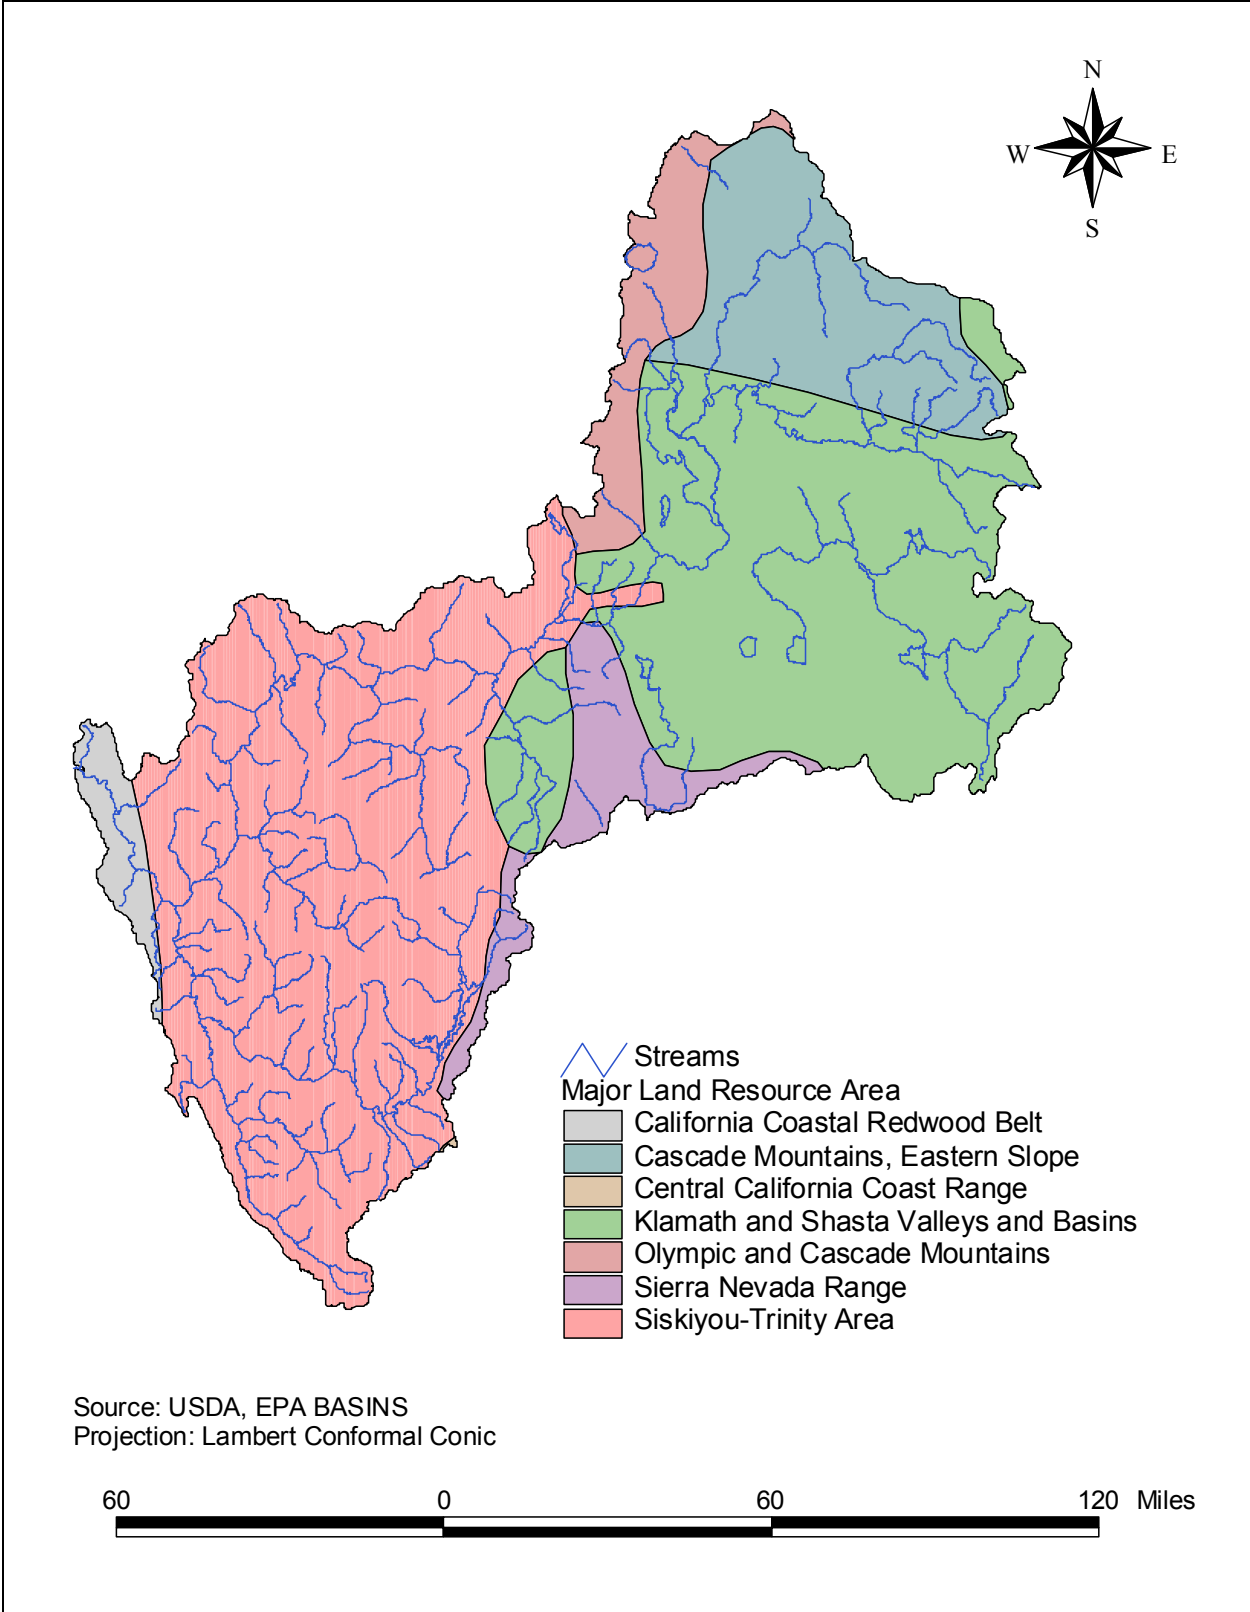 N
W E
S
Streams
Major Land Resource Area
California Coastal Redwood Belt
Cascade Mountains, Eastern Slope
Central California Coast Range
Klamath and Shasta Valleys and Basins
Olympic and Cascade Mountains
Sierra Nevada Range
Siskiyou-Trinity Area
Source: USDA, EPA BASINS
Projection: Lambert Conformal Conic
60 0 60 120 Miles